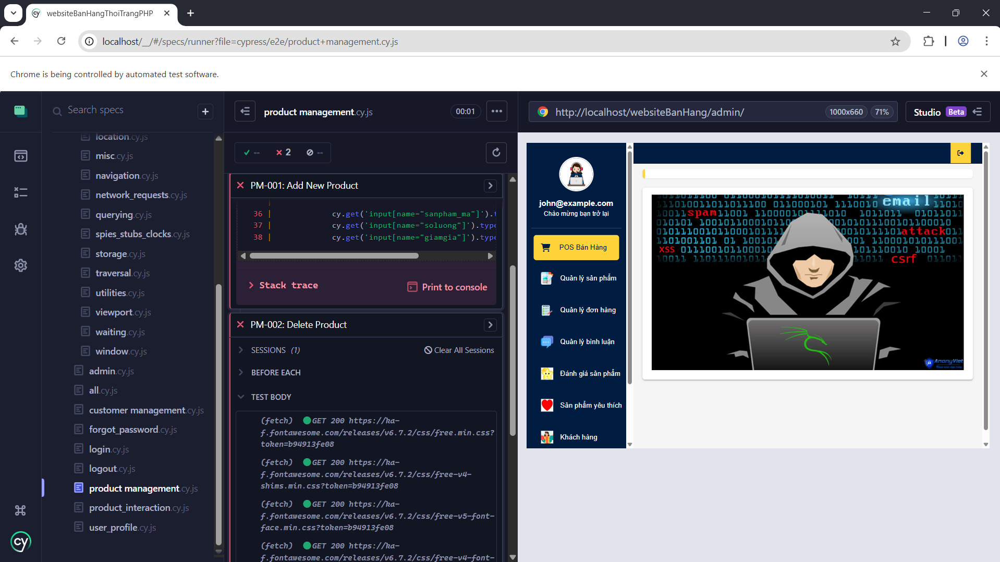 websiteBanHangThoiTrangPHP
localhost/__/#/specs/runner?file=cypress/e2e/product+management.cy.js
Chrome is being controlled by automated test software.
Search specs
location.cy.js
misc.cy.js
navigation.cy.js
network_requests.cy.js
querying.cy.js
spies_stubs_clocks.cy.js
storage.cy.js
traversal.cy.js
utilities.cy.js
viewport.cy.js
waiting.cy.js
window.cy.js
admin.cy.js
all.cy.js
customer management.cy.js
forgot_password.cy.js
login.cy.js
logout.cy.js
product management.cy.js
product_interaction.cy.js
user_profile.cy.js
cy
product management.cy.js
00:01
-- 2 --
PM-001: Add New Product
36 | cy.get('input[name="sanpham_ma"]').t
37 | cy.get('input[name="soluong"]').type
38 | cy.get('input[name="giamgia"]').type
Stack trace
Print to console
PM-002: Delete Product
SESSIONS (1)
Clear All Sessions
BEFORE EACH
TEST BODY
(fetch) GET 200 https://ka-
f.fontawesome.com/releases/v6.7.2/css/free.min.css?
token=b94913fe08
(fetch) GET 200 https://ka-
f.fontawesome.com/releases/v6.7.2/css/free-v4-
shims.min.css?token=b94913fe08
(fetch) GET 200 https://ka-
f.fontawesome.com/releases/v6.7.2/css/free-v5-font-
face.min.css?token=b94913fe08
(fetch) GET 200 https://ka-
f.fontawesome.com/releases/v6.7.2/css/free-v4-font-
http://localhost/websiteBanHang/admin/
1000x660
71%
Studio Beta
john@example.com
Chào mừng bạn trở lại
POS Bán Hàng
Quản lý sản phẩm
Quản lý đơn hàng
Quản lý bình luận
Đánh giá sản phẩm
Sản phẩm yêu thích
Khách hàng
email
spam
attack
xss
csrf
AnonyViet